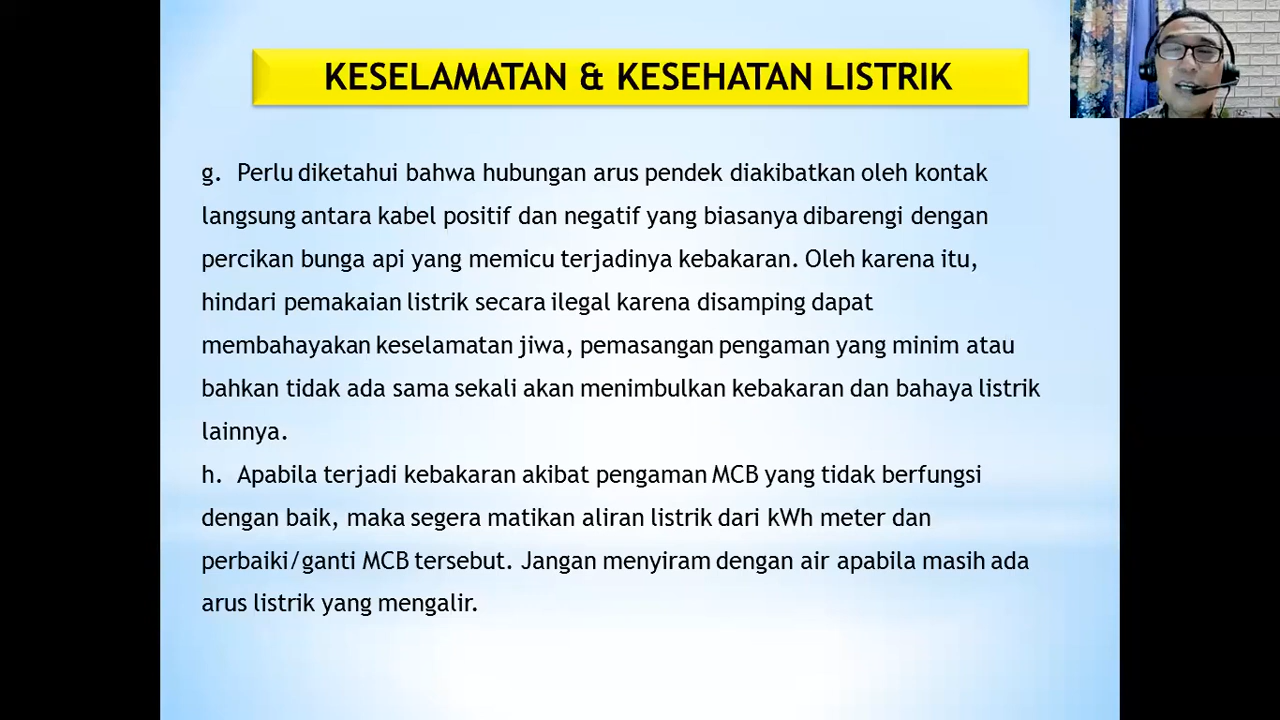 KESELAMATAN & KESEHATAN LISTRIK
g. Perlu diketahui bahwa hubungan arus pendek diakibatkan oleh kontak
langsung antara kabel positif dan negatif yang biasanya dibarengi dengan
percikan bunga api yang memicu terjadinya kebakaran. Oleh karena itu,
hindari pemakaian listrik secara ilegal karena disamping dapat
membahayakan keselamatan jiwa, pemasangan pengaman yang minim atau
bahkan tidak ada sama sekali akan menimbulkan kebakaran dan bahaya listrik
lainnya.
h. Apabila terjadi kebakaran akibat pengaman MCB yang tidak berfungsi
dengan baik, maka segera matikan aliran listrik dari kWh meter dan
perbaiki/ganti MCB tersebut. Jangan menyiram dengan air apabila masih ada
arus listrik yang mengalir.